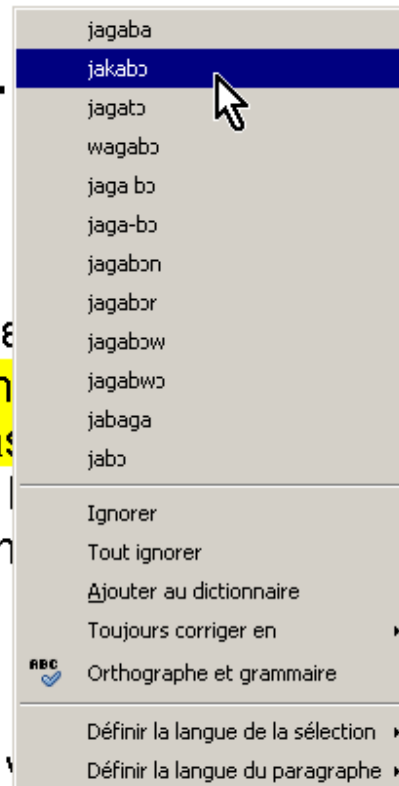 jagaba
jakabɔ
jagatɔ
wagabɔ
jaga bɔ
jaga-bɔ
jagabɔn
jagabɔr
jagabɔw
jagabwɔ
jabaga
jabɔ
Ignorer
Tout ignorer
Ajouter au dictionnaire
Toujours corriger en
ABC
Orthographe et grammaire
Définir la langue de la sélection
Définir la langue du paragraphe